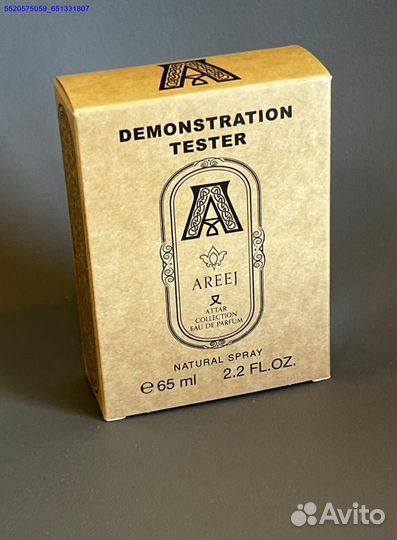 5520575059_651331807
A
DEMONSTRATION
TESTER
A
AREEJ
ATTAR
COLLECTION
EAU DE PARFUM
NATURAL SPRAY
℮ 65 ml 2.2 FL.OZ.
Avito